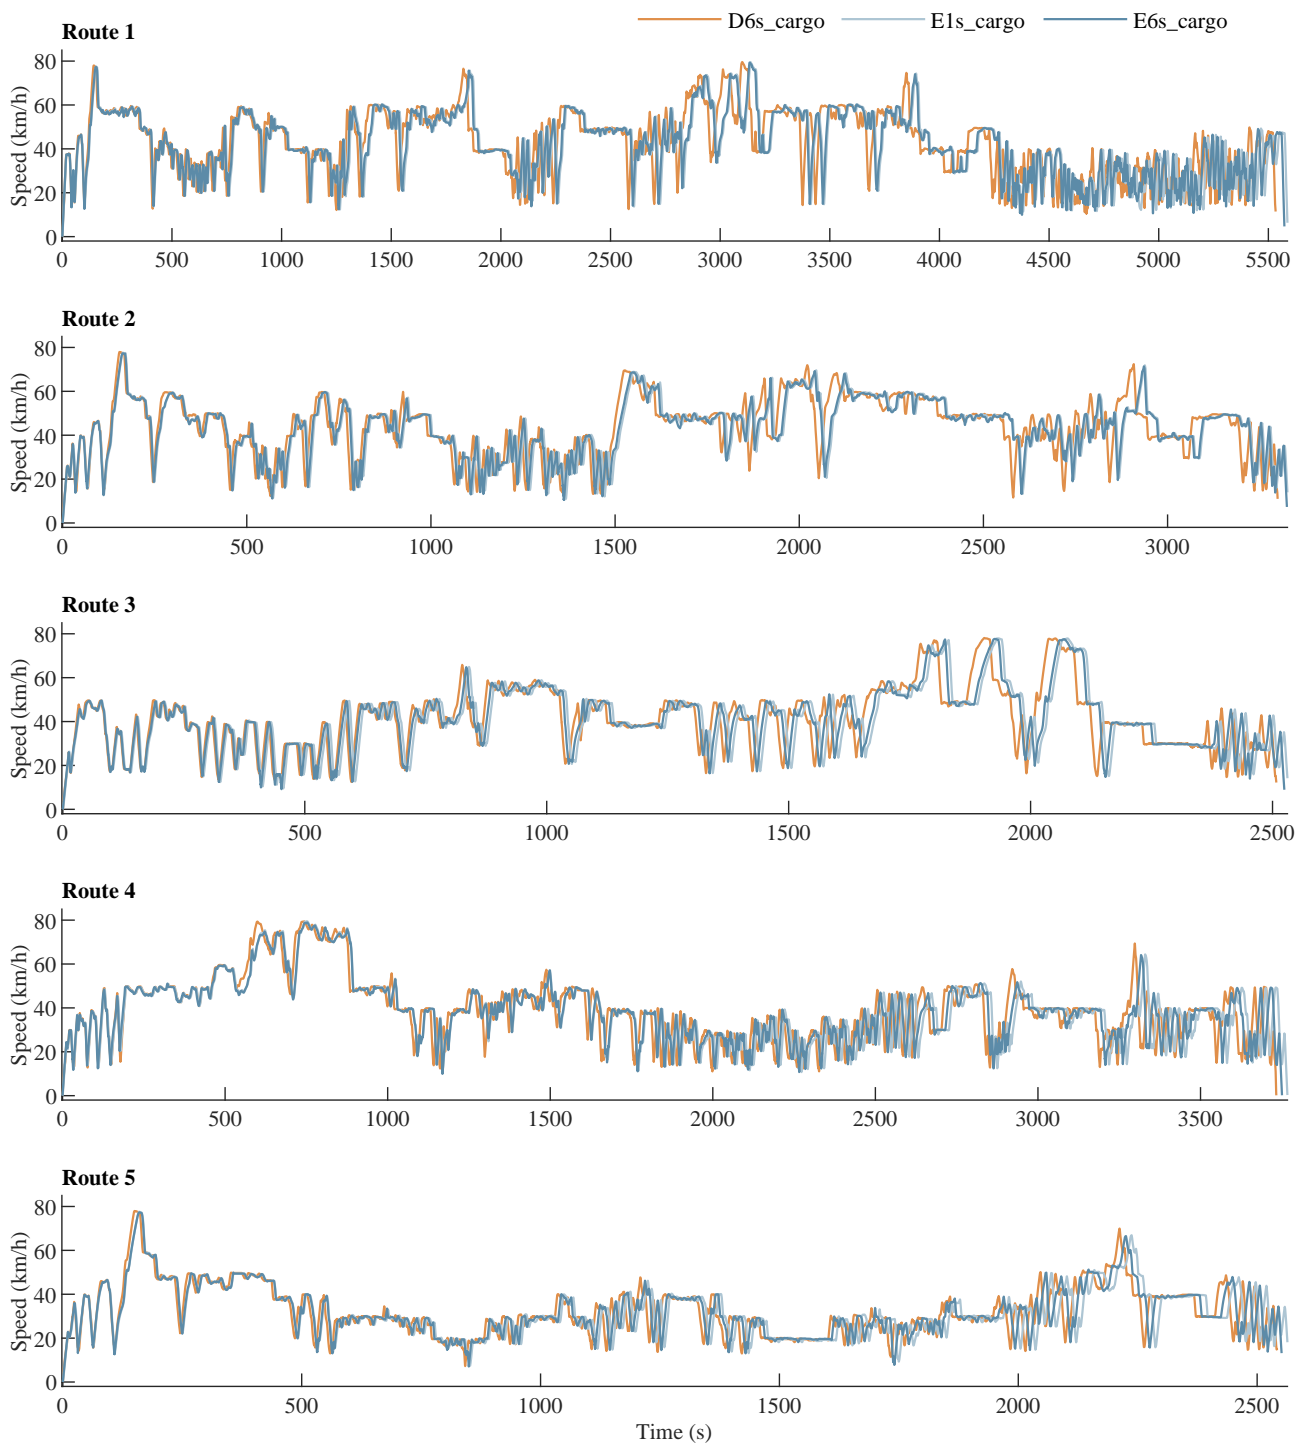 D6s_cargo E1s_cargo E6s_cargo
Route 1
Speed (km/h)
80
60
40
20
0
0 500 1000 1500 2000 2500 3000 3500 4000 4500 5000 5500
Route 2
Speed (km/h)
80
60
40
20
0
0 500 1000 1500 2000 2500 3000
Route 3
Speed (km/h)
80
60
40
20
0
0 500 1000 1500 2000 2500
Route 4
Speed (km/h)
80
60
40
20
0
0 500 1000 1500 2000 2500 3000 3500
Route 5
Speed (km/h)
80
60
40
20
0
0 500 1000 1500 2000 2500
Time (s)